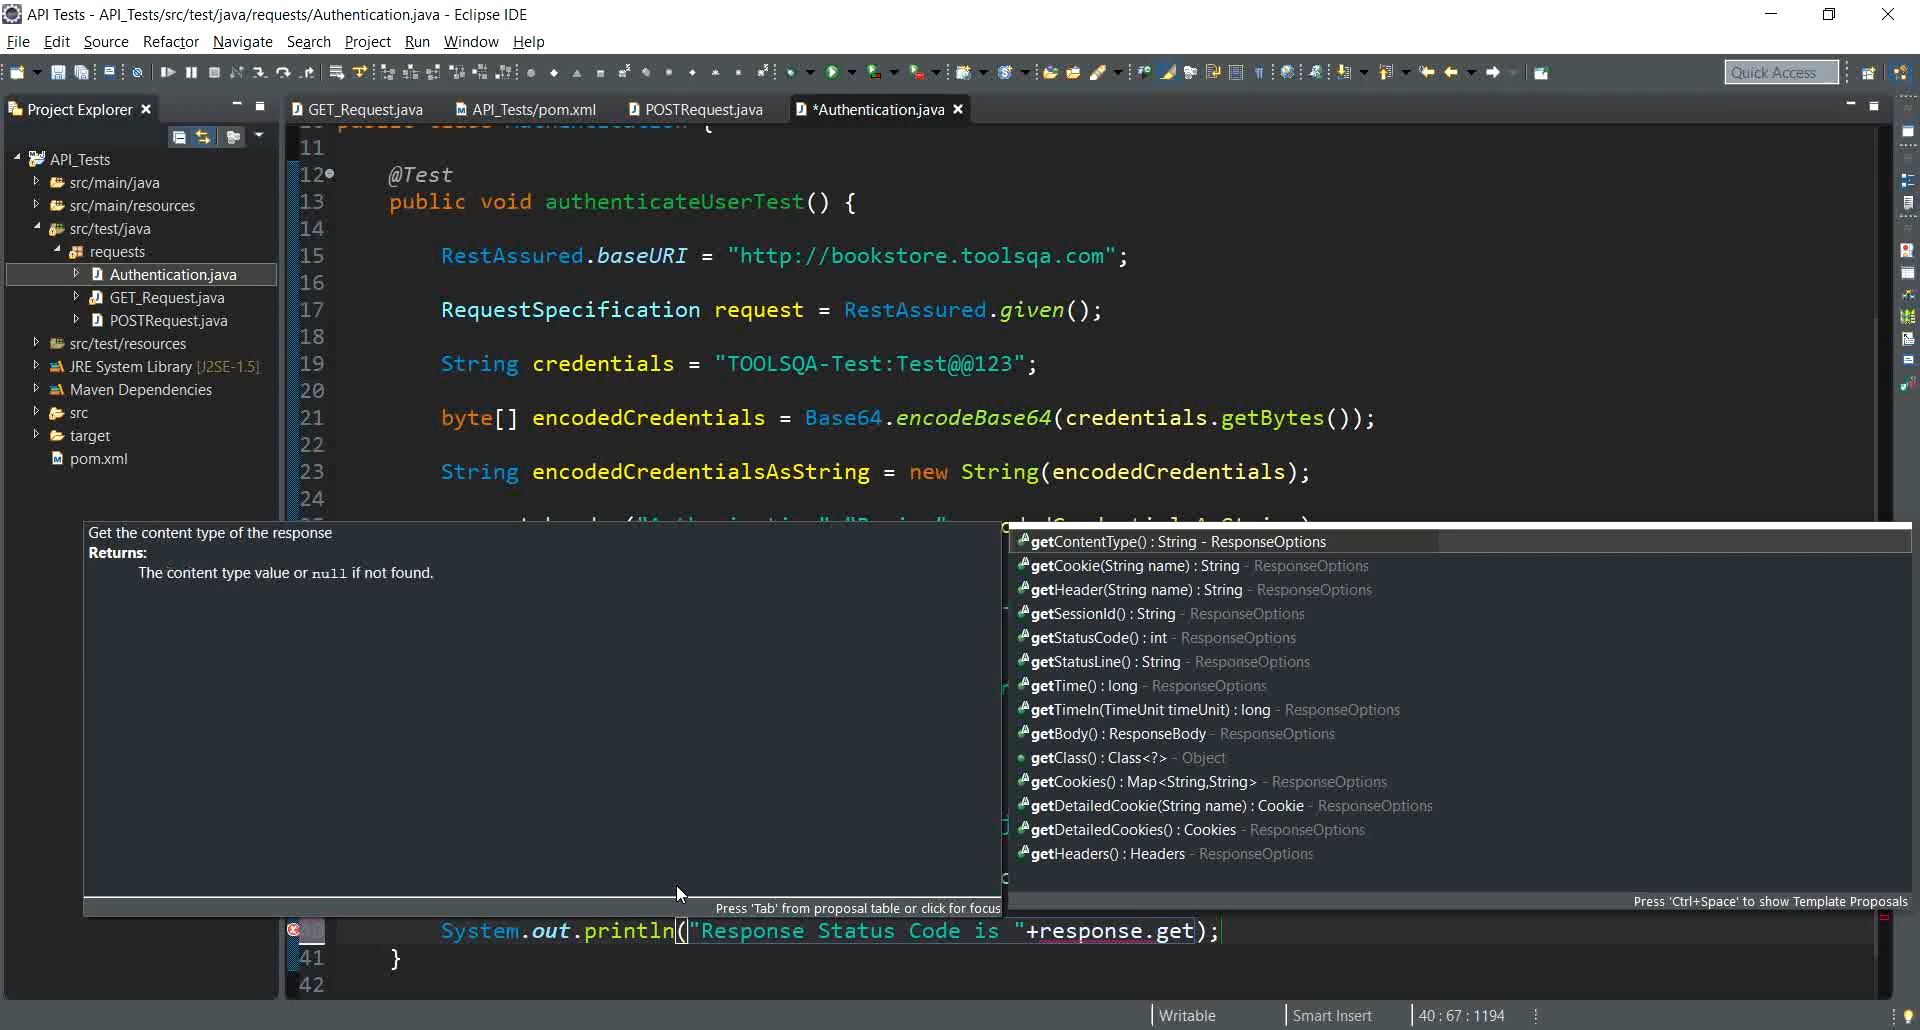 API Tests - API_Tests/src/test/java/requests/Authentication.java - Eclipse IDE
File Edit Source Refactor Navigate Search Project Run Window Help
Quick Access
Project Explorer
GET_Request.java API_Tests/pom.xml POSTRequest.java *Authentication.java
API_Tests
src/main/java
src/main/resources
src/test/java
requests
Authentication.java
GET_Request.java
POSTRequest.java
src/test/resources
JRE System Library [J2SE-1.5]
Maven Dependencies
src
target
pom.xml
11
12 @Test
13 public void authenticateUserTest() {
14
15 RestAssured.baseURI = "http://bookstore.toolsqa.com";
16
17 RequestSpecification request = RestAssured.given();
18
19 String credentials = "TOOLSQA-Test:Test@@123";
20
21 byte[] encodedCredentials = Base64.encodeBase64(credentials.getBytes());
22
23 String encodedCredentialsAsString = new String(encodedCredentials);
24
Get the content type of the response
Returns:
The content type value or null if not found.
Press 'Tab' from proposal table or click for focus
getContentType() : String - ResponseOptions
getCookie(String name) : String - ResponseOptions
getHeader(String name) : String - ResponseOptions
getSessionId() : String - ResponseOptions
getStatusCode() : int - ResponseOptions
getStatusLine() : String - ResponseOptions
getTime() : long - ResponseOptions
getTimeIn(TimeUnit timeUnit) : long - ResponseOptions
getBody() : ResponseBody - ResponseOptions
getClass() : Class<?> - Object
getCookies() : Map<String,String> - ResponseOptions
getDetailedCookie(String name) : Cookie - ResponseOptions
getDetailedCookies() : Cookies - ResponseOptions
getHeaders() : Headers - ResponseOptions
Press 'Ctrl+Space' to show Template Proposals
System.out.println("Response Status Code is "+response.get);
41 }
42
Writable Smart Insert 40 : 67 : 1194